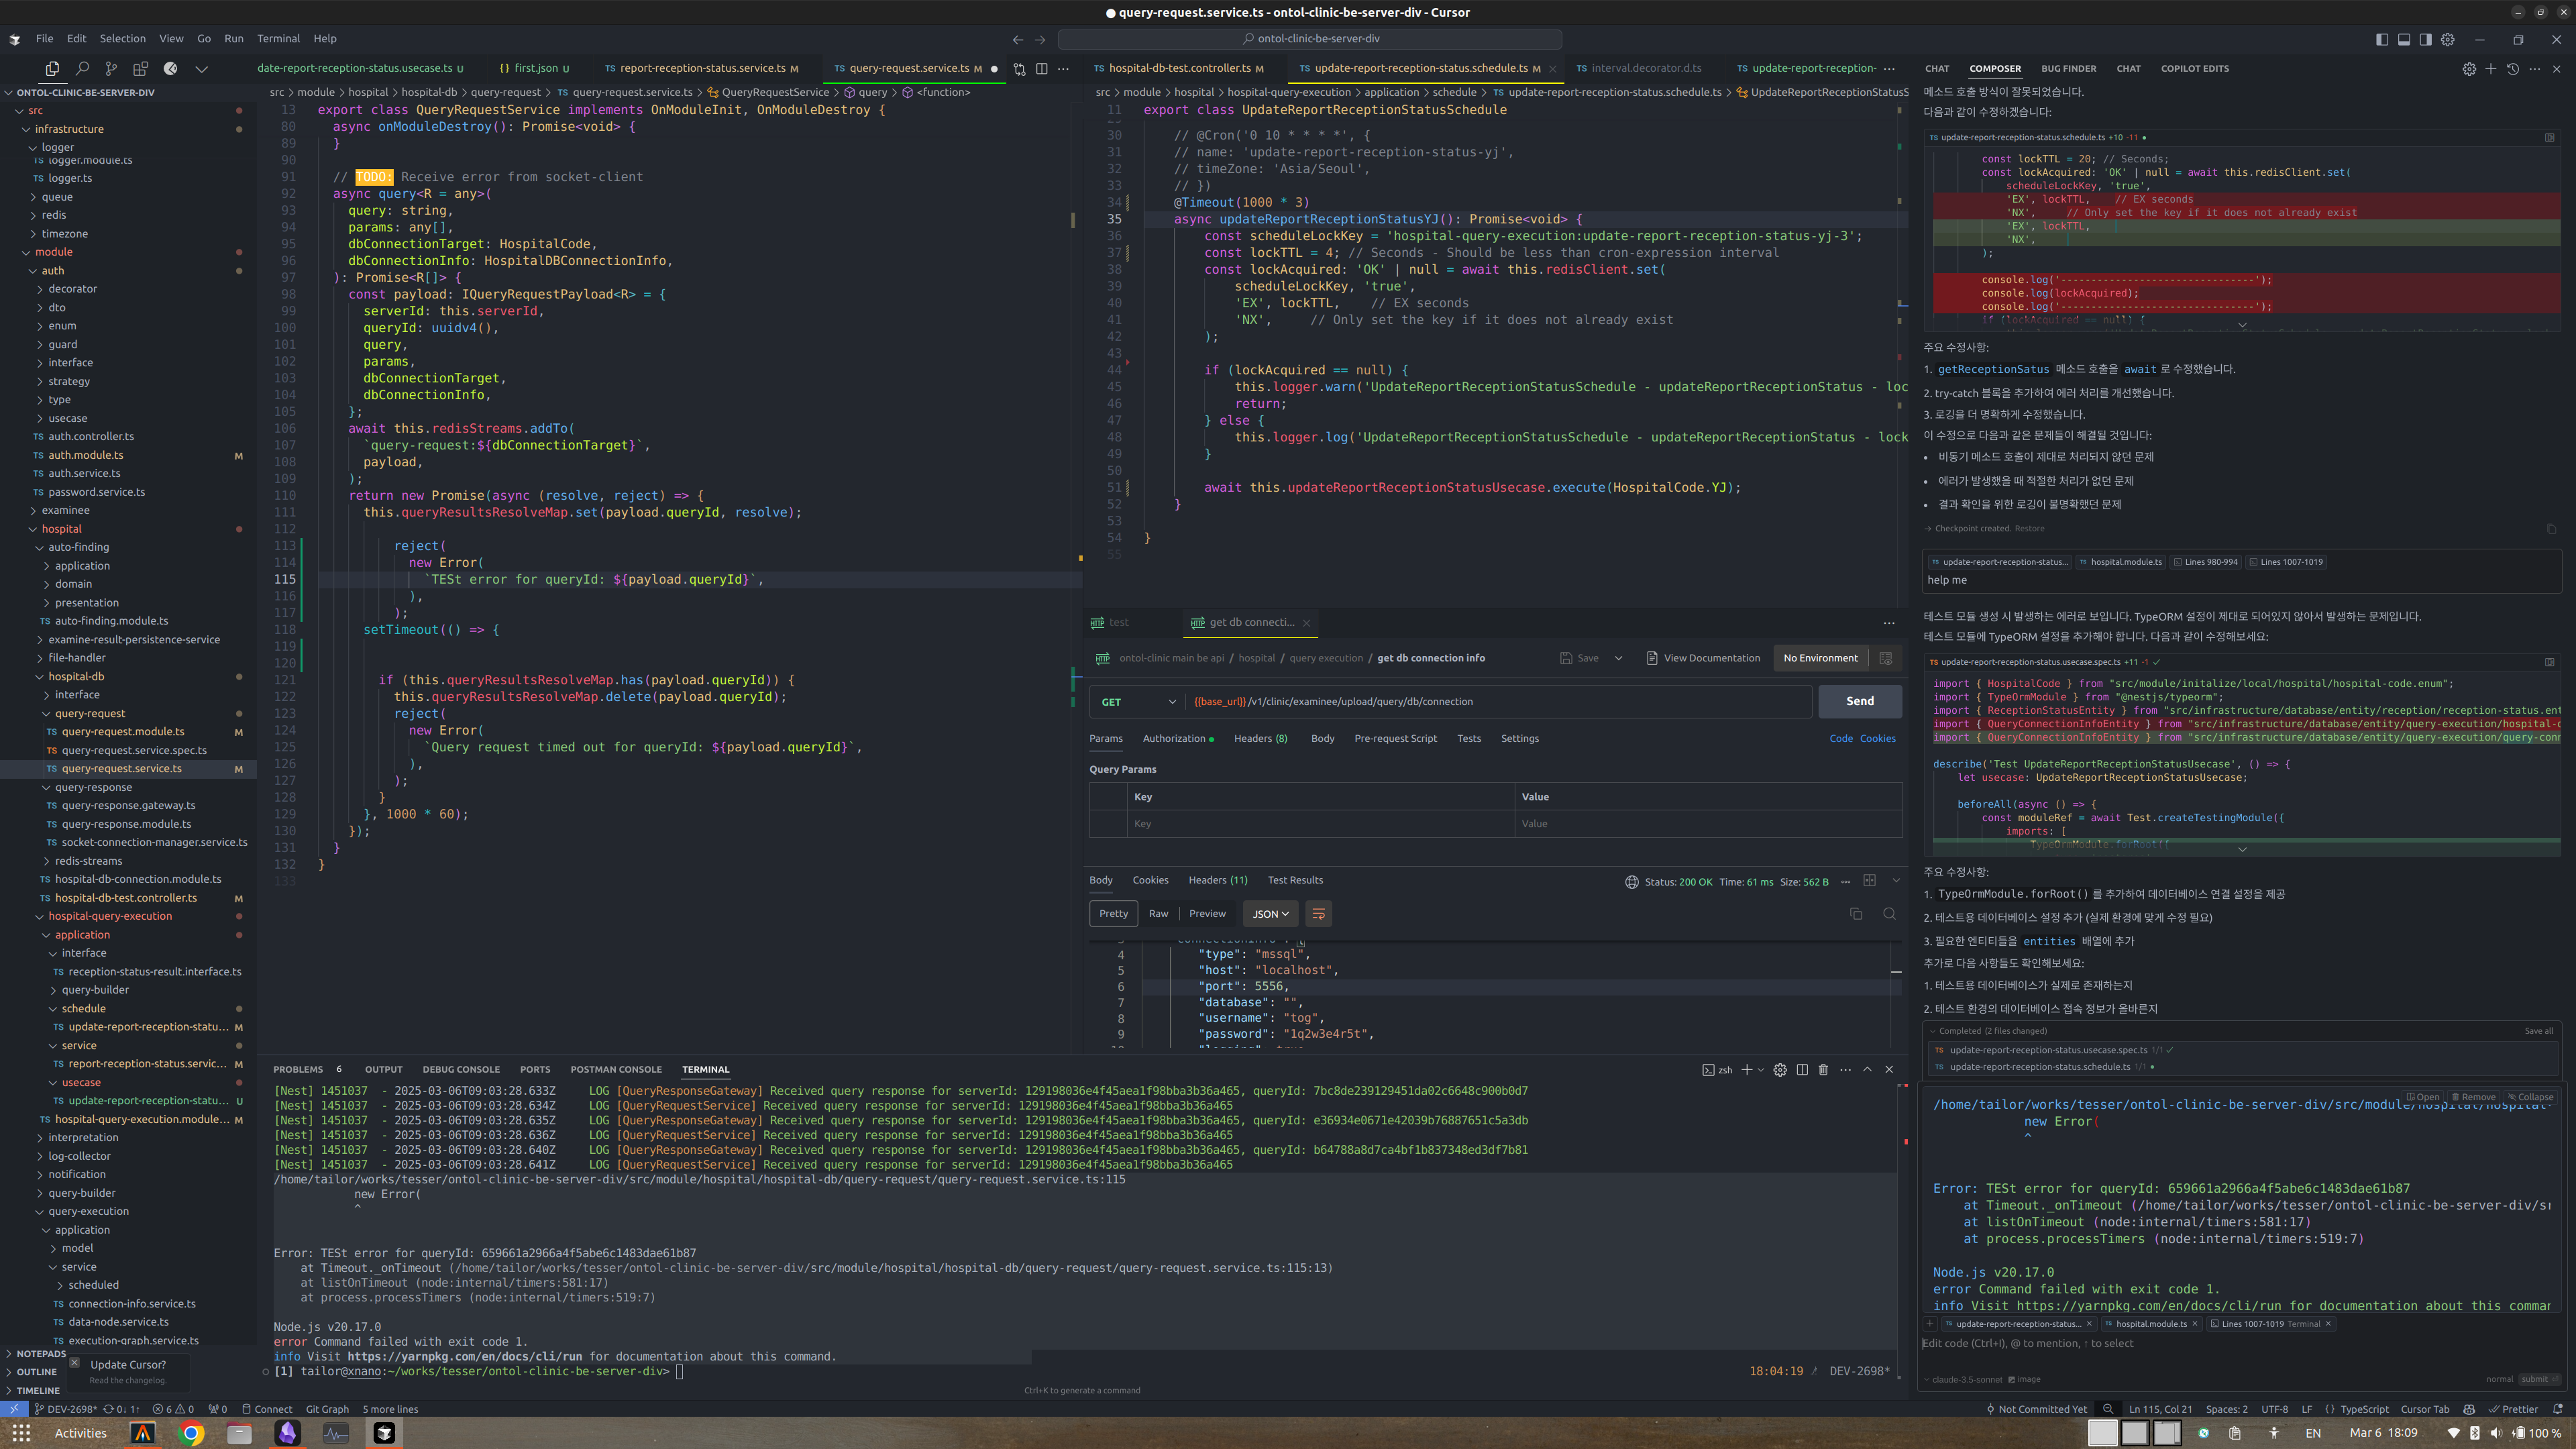 query-request.service.ts - ontol-clinic-be-server-div - Cursor
File Edit Selection View Go Run Terminal Help
ontol-clinic-be-server-div
date-report-reception-status.usecase.ts U
{} first.json U
TS report-reception-status.service.ts M
TS query-request.service.ts M
TS hospital-db-test.controller.ts M
TS update-report-reception-status.schedule.ts M
TS interval.decorator.d.ts
TS update-report-reception-
CHAT COMPOSER BUG FINDER CHAT COPILOT EDITS
ONTOL-CLINIC-BE-SERVER-DIV
src
infrastructure
logger
TS logger.module.ts
TS logger.ts
queue
redis
timezone
module
auth
decorator
dto
enum
guard
interface
strategy
type
usecase
TS auth.controller.ts
TS auth.module.ts M
TS auth.service.ts
TS password.service.ts
examinee
hospital
auto-finding
application
domain
presentation
TS auto-finding.module.ts
examine-result-persistence-service
file-handler
hospital-db
interface
query-request
TS query-request.module.ts M
TS query-request.service.spec.ts
TS query-request.service.ts M
query-response
TS query-response.gateway.ts
TS query-response.module.ts
TS socket-connection-manager.service.ts
redis-streams
TS hospital-db-connection.module.ts
TS hospital-db-test.controller.ts M
hospital-query-execution
application
interface
TS reception-status-result.interface.ts
query-builder
schedule
TS update-report-reception-statu... M
service
TS report-reception-status.servic... M
usecase
TS update-report-reception-statu... U
TS hospital-query-execution.module... M
interpretation
log-collector
notification
query-builder
query-execution
application
model
service
scheduled
TS connection-info.service.ts
TS data-node.service.ts
TS execution-graph.service.ts
NOTEPADS
OUTLINE
TIMELINE
Update Cursor?
Read the changelog.
src > module > hospital > hospital-db > query-request > TS query-request.service.ts > QueryRequestService > query > <function>
13 export class QueryRequestService implements OnModuleInit, OnModuleDestroy {
80 async onModuleDestroy(): Promise<void> {
89 }
90
91 // TODO: Receive error from socket-client
92 async query<R = any>(
93 query: string,
94 params: any[],
95 dbConnectionTarget: HospitalCode,
96 dbConnectionInfo: HospitalDBConnectionInfo,
97 ): Promise<R[]> {
98 const payload: IQueryRequestPayload<R> = {
99 serverId: this.serverId,
100 queryId: uuidv4(),
101 query,
102 params,
103 dbConnectionTarget,
104 dbConnectionInfo,
105 };
106 await this.redisStreams.addTo(
107 `query-request:${dbConnectionTarget}`,
108 payload,
109 );
110 return new Promise(async (resolve, reject) => {
111 this.queryResultsResolveMap.set(payload.queryId, resolve);
112
113 reject(
114 new Error(
115 `TESt error for queryId: ${payload.queryId}`,
116 ),
117 );
118 setTimeout(() => {
119
120
121 if (this.queryResultsResolveMap.has(payload.queryId)) {
122 this.queryResultsResolveMap.delete(payload.queryId);
123 reject(
124 new Error(
125 `Query request timed out for queryId: ${payload.queryId}`,
126 ),
127 );
128 }
129 }, 1000 * 60);
130 });
131 }
132 }
133
src > module > hospital > hospital-query-execution > application > schedule > TS update-report-reception-status.schedule.ts > UpdateReportReceptionStatusS
11 export class UpdateReportReceptionStatusSchedule
30 // @Cron('0 10 * * * *', {
31 // name: 'update-report-reception-status-yj',
32 // timeZone: 'Asia/Seoul',
33 // })
34 @Timeout(1000 * 3)
35 async updateReportReceptionStatusYJ(): Promise<void> {
36 const scheduleLockKey = 'hospital-query-execution:update-report-reception-status-yj-3';
37 const lockTTL = 4; // Seconds - Should be less than cron-expression interval
38 const lockAcquired: 'OK' | null = await this.redisClient.set(
39 scheduleLockKey, 'true',
40 'EX', lockTTL, // EX seconds
41 'NX', // Only set the key if it does not already exist
42 );
43
44 if (lockAcquired == null) {
45 this.logger.warn('UpdateReportReceptionStatusSchedule - updateReportReceptionStatus - loc
46 return;
47 } else {
48 this.logger.log('UpdateReportReceptionStatusSchedule - updateReportReceptionStatus - lock
49 }
50
51 await this.updateReportReceptionStatusUsecase.execute(HospitalCode.YJ);
52 }
53
54 }
55
HTTP test
HTTP get db connecti...
HTTP ontol-clinic main be api / hospital / query execution / get db connection info
Save View Documentation No Environment
GET {{base_url}}/v1/clinic/examinee/upload/query/db/connection Send
Params Authorization Headers (8) Body Pre-request Script Tests Settings Code Cookies
Query Params
Key Value
Key Value
Body Cookies Headers (11) Test Results Status: 200 OK Time: 61 ms Size: 562 B
Pretty Raw Preview JSON
4 "type": "mssql",
5 "host": "localhost",
6 "port": 5556,
7 "database": "",
8 "username": "tog",
9 "password": "1q2w3e4r5t",
PROBLEMS 6 OUTPUT DEBUG CONSOLE PORTS POSTMAN CONSOLE TERMINAL zsh
[Nest] 1451037 - 2025-03-06T09:03:28.633Z LOG [QueryResponseGateway] Received query response for serverId: 129198036e4f45aea1f98bba3b36a465, queryId: 7bc8de239129451da02c6648c900b0d7
[Nest] 1451037 - 2025-03-06T09:03:28.634Z LOG [QueryRequestService] Received query response for serverId: 129198036e4f45aea1f98bba3b36a465
[Nest] 1451037 - 2025-03-06T09:03:28.635Z LOG [QueryResponseGateway] Received query response for serverId: 129198036e4f45aea1f98bba3b36a465, queryId: e36934e0671e42039b76887651c5a3db
[Nest] 1451037 - 2025-03-06T09:03:28.636Z LOG [QueryRequestService] Received query response for serverId: 129198036e4f45aea1f98bba3b36a465
[Nest] 1451037 - 2025-03-06T09:03:28.640Z LOG [QueryResponseGateway] Received query response for serverId: 129198036e4f45aea1f98bba3b36a465, queryId: b64788a8d7ca4bf1b837348ed3df7b81
[Nest] 1451037 - 2025-03-06T09:03:28.641Z LOG [QueryRequestService] Received query response for serverId: 129198036e4f45aea1f98bba3b36a465
/home/tailor/works/tesser/ontol-clinic-be-server-div/src/module/hospital/hospital-db/query-request/query-request.service.ts:115
new Error(
^
Error: TESt error for queryId: 659661a2966a4f5abe6c1483dae61b87
at Timeout._onTimeout (/home/tailor/works/tesser/ontol-clinic-be-server-div/src/module/hospital/hospital-db/query-request/query-request.service.ts:115:13)
at listOnTimeout (node:internal/timers:581:17)
at process.processTimers (node:internal/timers:519:7)
Node.js v20.17.0
error Command failed with exit code 1.
info Visit https://yarnpkg.com/en/docs/cli/run for documentation about this command.
[1] tailor@xnano:~/works/tesser/ontol-clinic-be-server-div> 18:04:19 DEV-2698*
Ctrl+K to generate a command
메소드 호출 방식이 잘못되었습니다.
다음과 같이 수정하겠습니다:
TS update-report-reception-status.schedule.ts +10 -11
const lockTTL = 20; // Seconds;
const lockAcquired: 'OK' | null = await this.redisClient.set(
scheduleLockKey, 'true',
'EX', lockTTL, // EX seconds
'NX', // Only set the key if it does not already exist
'EX', lockTTL,
'NX',
);
console.log('--------------------------------');
console.log(lockAcquired);
console.log('--------------------------------');
if (lockAcquired == null) {
주요 수정사항:
1. getReceptionSatus 메소드 호출을 await 로 수정했습니다.
2. try-catch 블록을 추가하여 에러 처리를 개선했습니다.
3. 로깅을 더 명확하게 수정했습니다.
이 수정으로 다음과 같은 문제들이 해결될 것입니다:
• 비동기 메소드 호출이 제대로 처리되지 않던 문제
• 에러가 발생했을 때 적절한 처리가 없던 문제
• 결과 확인을 위한 로깅이 불명확했던 문제
Checkpoint created. Restore
TS update-report-reception-status... TS hospital.module.ts Lines 980-994 Lines 1007-1019
help me
테스트 모듈 생성 시 발생하는 에러로 보입니다. TypeORM 설정이 제대로 되어있지 않아서 발생하는 문제입니다.
테스트 모듈에 TypeORM 설정을 추가해야 합니다. 다음과 같이 수정해보세요:
TS update-report-reception-status.usecase.spec.ts +11 -1
import { HospitalCode } from "src/module/initalize/local/hospital/hospital-code.enum";
import { TypeOrmModule } from "@nestjs/typeorm";
import { ReceptionStatusEntity } from "src/infrastructure/database/entity/reception/reception-status.ent
import { QueryConnectionInfoEntity } from "src/infrastructure/database/entity/query-execution/hospital-c
import { QueryConnectionInfoEntity } from "src/infrastructure/database/entity/query-execution/query-conn
describe('Test UpdateReportReceptionStatusUsecase', () => {
let usecase: UpdateReportReceptionStatusUsecase;
beforeAll(async () => {
const moduleRef = await Test.createTestingModule({
imports: [
TypeOrmModule.forRoot({
주요 수정사항:
1. TypeOrmModule.forRoot() 를 추가하여 데이터베이스 연결 설정을 제공
2. 테스트용 데이터베이스 설정 추가 (실제 환경에 맞게 수정 필요)
3. 필요한 엔티티들을 entities 배열에 추가
추가로 다음 사항들도 확인해보세요:
1. 테스트용 데이터베이스가 실제로 존재하는지
2. 테스트 환경의 데이터베이스 접속 정보가 올바른지
Completed (2 files changed) Save all
TS update-report-reception-status.usecase.spec.ts 1/1
TS update-report-reception-status.schedule.ts 1/1
Open Remove Collapse
/home/tailor/works/tesser/ontol-clinic-be-server-div/src/module/hospital/hospital-
new Error(
^
Error: TESt error for queryId: 659661a2966a4f5abe6c1483dae61b87
at Timeout._onTimeout (/home/tailor/works/tesser/ontol-clinic-be-server-div/sr
at listOnTimeout (node:internal/timers:581:17)
at process.processTimers (node:internal/timers:519:7)
Node.js v20.17.0
error Command failed with exit code 1.
info Visit https://yarnpkg.com/en/docs/cli/run for documentation about this comman
TS update-report-reception-status... TS hospital.module.ts Lines 1007-1019 Terminal
Edit code (Ctrl+I), @ to mention, ↑ to select
claude-3.5-sonnet image normal submit
DEV-2698* 0↓ 1↑ 6 0 0 Connect Git Graph 5 more lines
Not Committed Yet Ln 115, Col 21 Spaces: 2 UTF-8 LF {} TypeScript Cursor Tab Prettier
Activities EN Mar 6 18:09 100 %